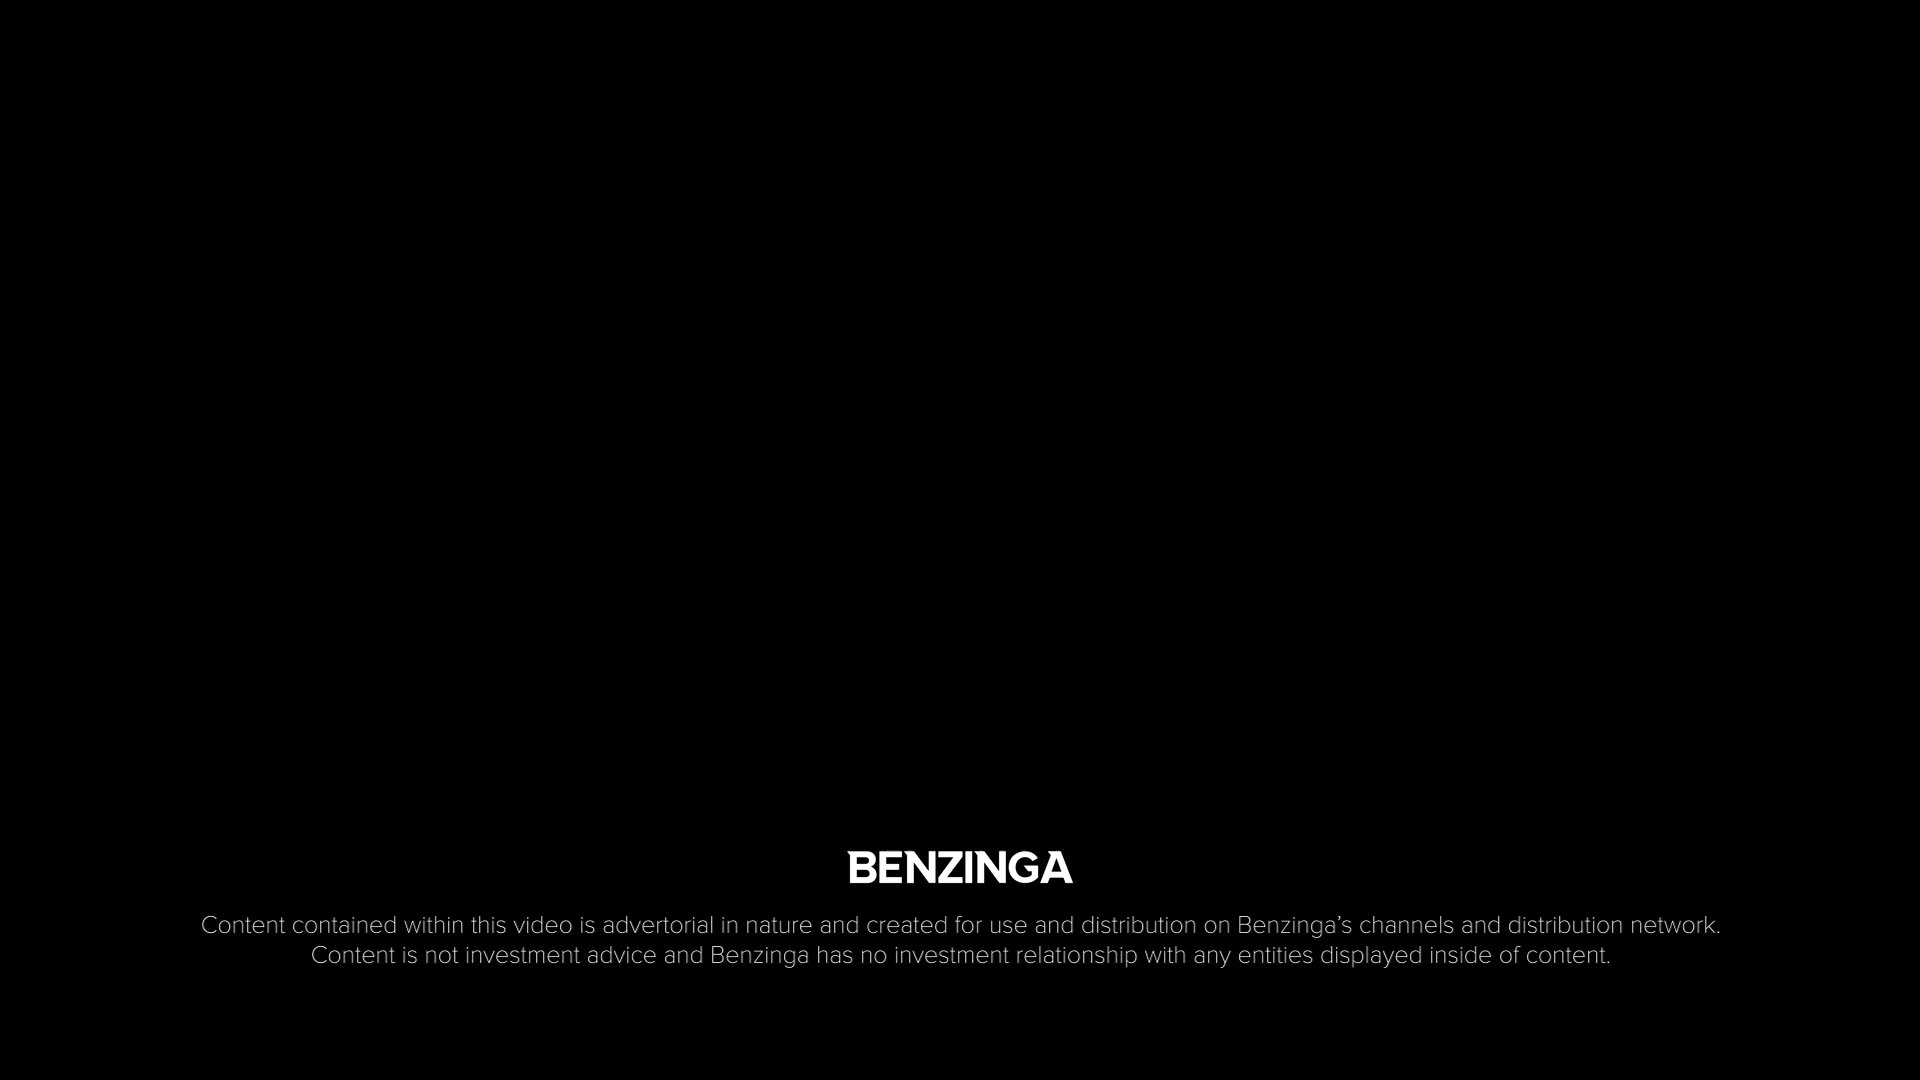 BENZINGA
Content contained within this video is advertorial in nature and created for use and distribution on Benzinga’s channels and distribution network.
Content is not investment advice and Benzinga has no investment relationship with any entities displayed inside of content.